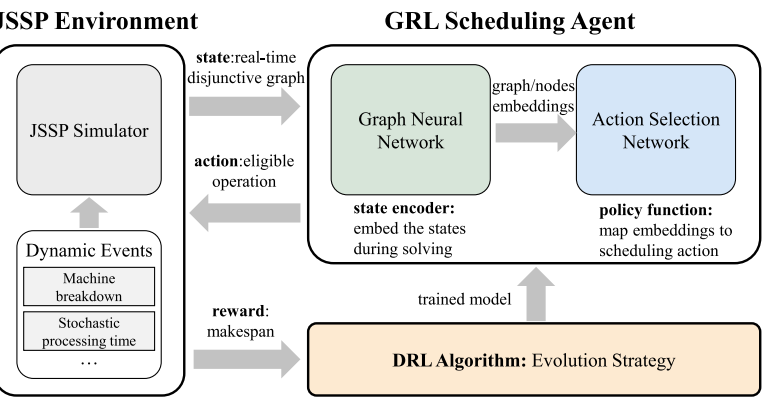 JSSP Environment
GRL Scheduling Agent
state:real-time
disjunctive graph
JSSP Simulator
Graph Neural
Network
graph/nodes
embeddings
Action Selection
Network
action:eligible
operation
state encoder:
embed the states
during solving
policy function:
map embeddings to
scheduling action
Dynamic Events
Machine
breakdown
Stochastic
processing time
...
reward:
makespan
trained model
DRL Algorithm: Evolution Strategy